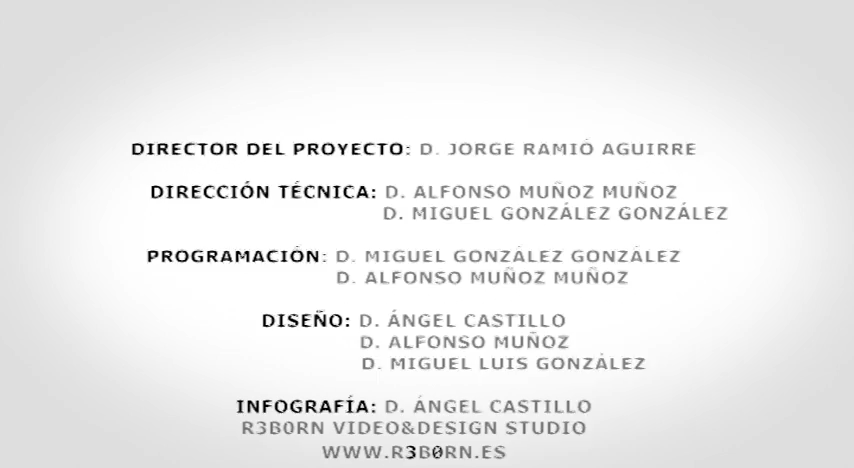 DIRECTOR DEL PROYECTO: D. JORGE RAMIÓ AGUIRRE
DIRECCIÓN TÉCNICA: D. ALFONSO MUÑOZ MUÑOZ
D. MIGUEL GONZÁLEZ GONZÁLEZ
PROGRAMACIÓN: D. MIGUEL GONZÁLEZ GONZÁLEZ
D. ALFONSO MUÑOZ MUÑOZ
DISEÑO: D. ÁNGEL CASTILLO
D. ALFONSO MUÑOZ
D. MIGUEL LUIS GONZÁLEZ
INFOGRAFÍA: D. ÁNGEL CASTILLO
R3B0RN VIDEO&DESIGN STUDIO
WWW.R3B0RN.ES